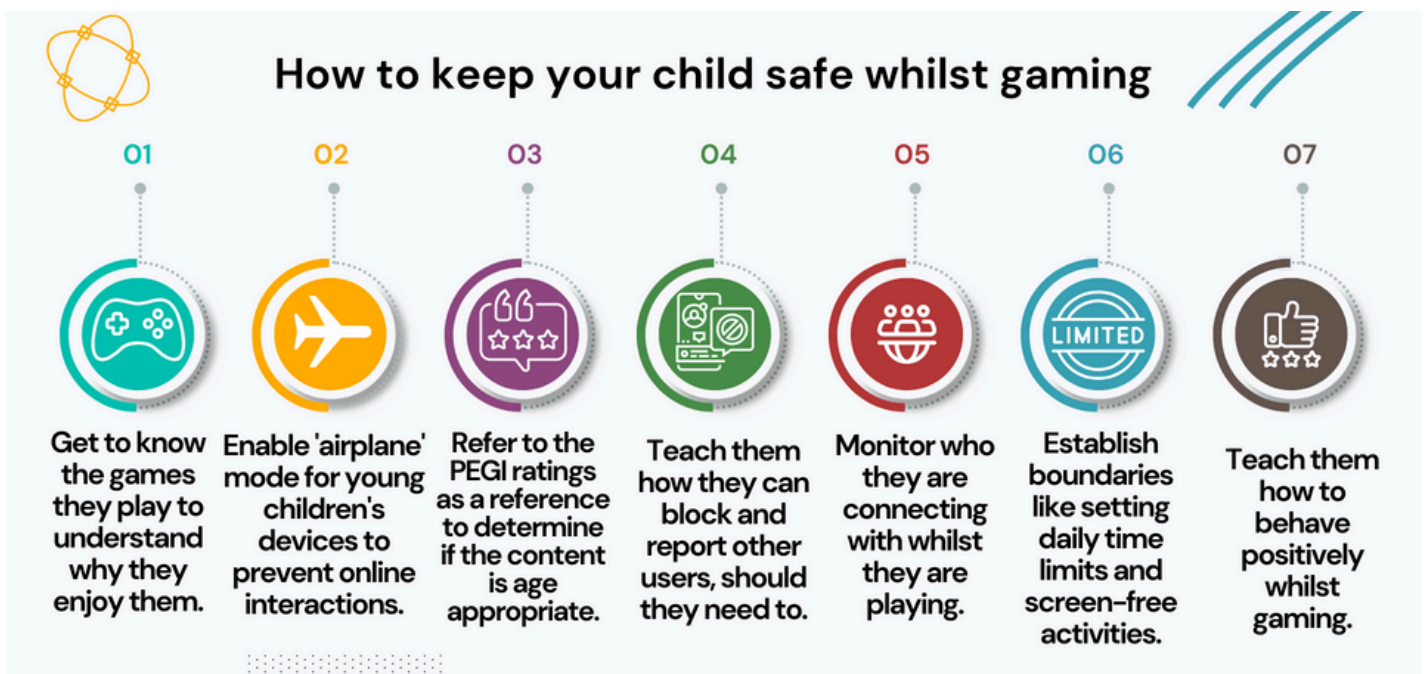 How to keep your child safe whilst gaming
01
Get to know
the games
they play to
understand
why they
enjoy them.
02
Enable 'airplane'
mode for young
children's
devices to
prevent online
interactions.
03
Refer to the
PEGI ratings
as a reference
to determine
if the content
is age
appropriate.
04
Teach them
how they can
block and
report other
users, should
they need to.
05
Monitor who
they are
connecting
with whilst
they are
playing.
06
LIMITED
Establish
boundaries
like setting
daily time
limits and
screen-free
activities.
07
Teach them
how to
behave
positively
whilst
gaming.